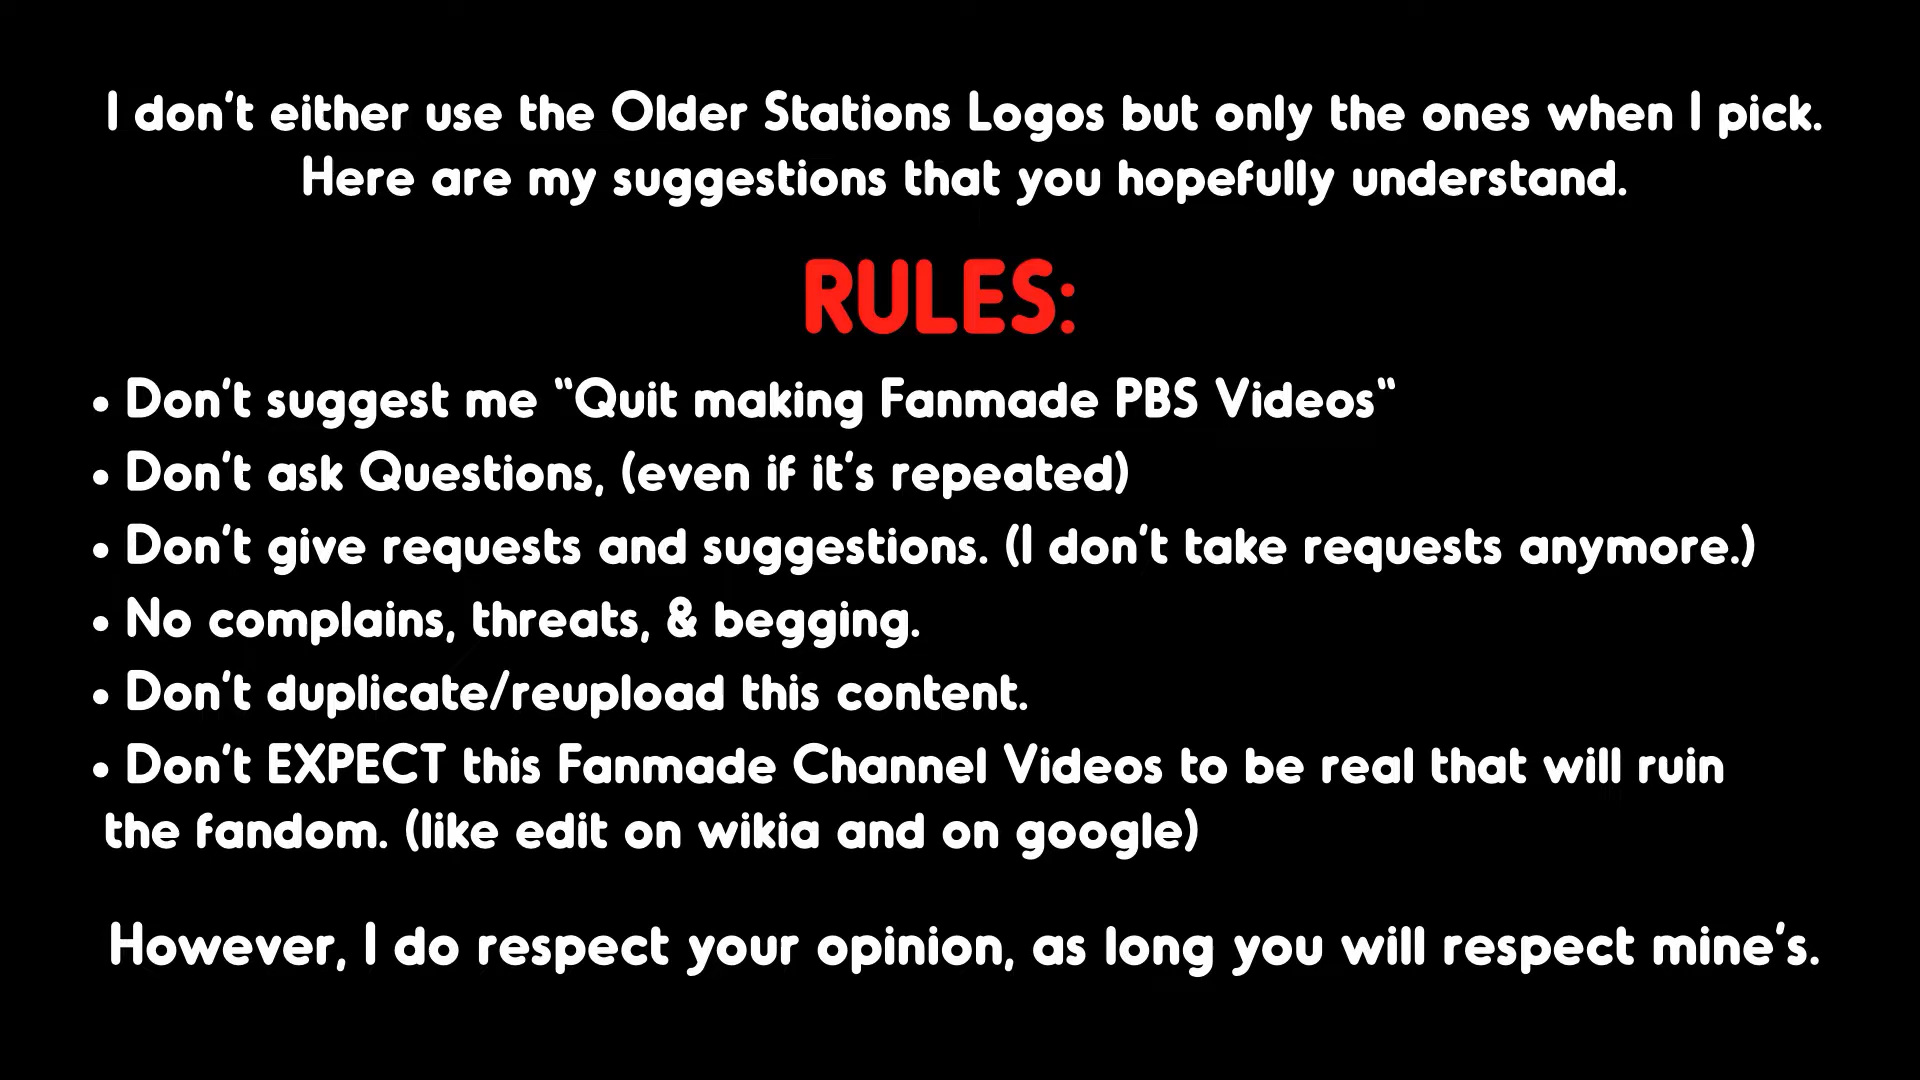 I don't either use the Older Stations Logos but only the ones when I pick.
Here are my suggestions that you hopefully understand.
RULES:
• Don't suggest me "Quit making Fanmade PBS Videos"
• Don't ask Questions, (even if it's repeated)
• Don't give requests and suggestions. (I don't take requests anymore.)
• No complains, threats, & begging.
• Don't duplicate/reupload this content.
• Don't EXPECT this Fanmade Channel Videos to be real that will ruin
the fandom. (like edit on wikia and on google)
However, I do respect your opinion, as long you will respect mine's.